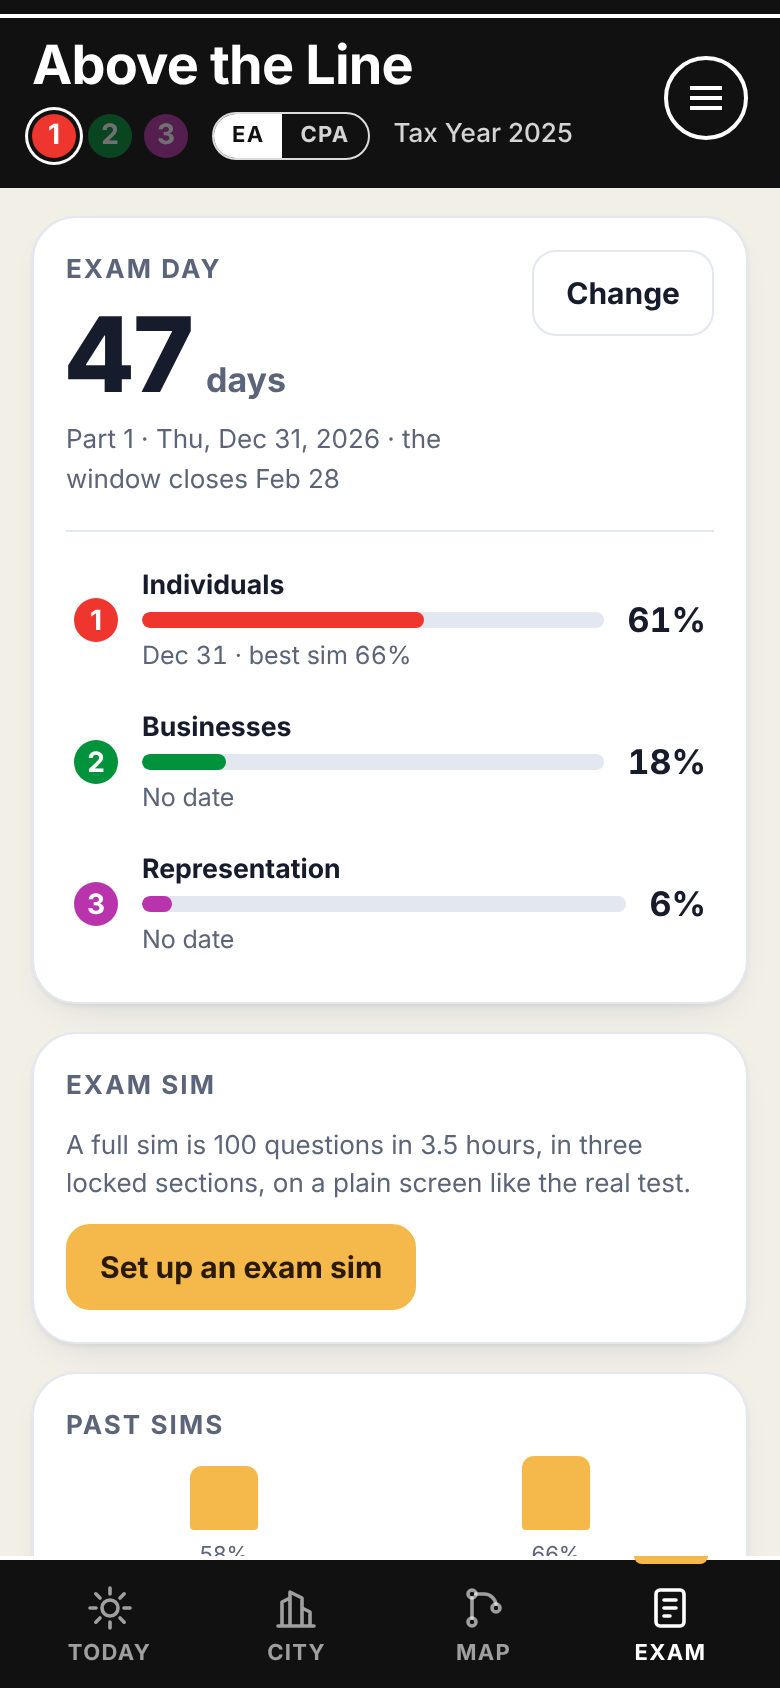 Above the Line
1 2 3 EA CPA Tax Year 2025
EXAM DAY
Change
47 days
Part 1 · Thu, Dec 31, 2026 · the
window closes Feb 28
Individuals
1 61%
Dec 31 · best sim 66%
Businesses
2 18%
No date
Representation
3 6%
No date
EXAM SIM
A full sim is 100 questions in 3.5 hours, in three
locked sections, on a plain screen like the real test.
Set up an exam sim
PAST SIMS
58% 66%
TODAY CITY MAP EXAM